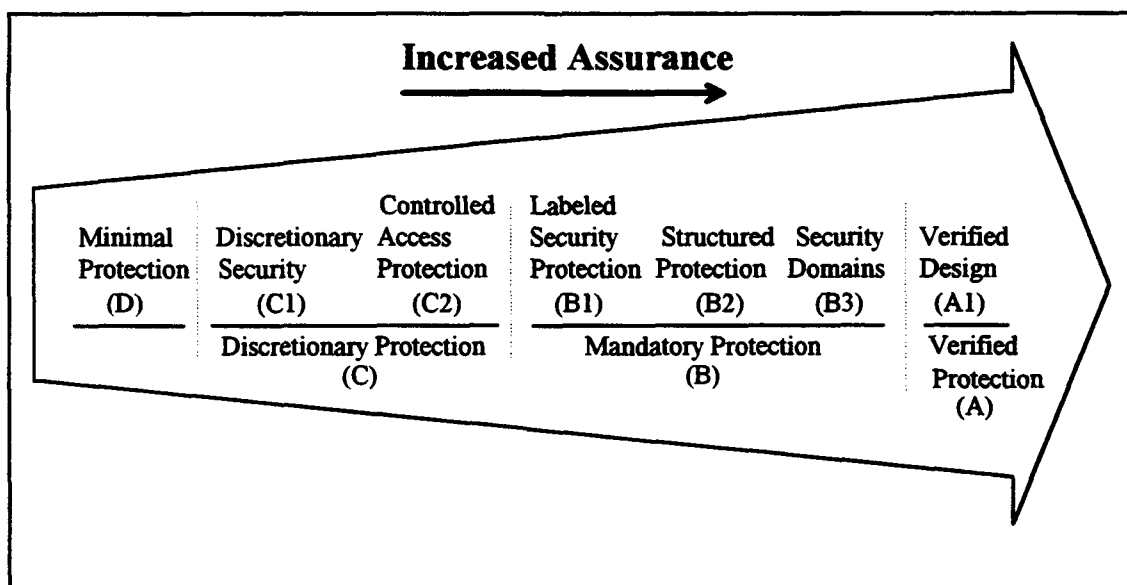 Increased Assurance
Minimal
Protection
(D)
Discretionary
Security
(C1)
Controlled
Access
Protection
(C2)
Discretionary Protection
(C)
Labeled
Security
Protection
(B1)
Structured
Protection
(B2)
Security
Domains
(B3)
Mandatory Protection
(B)
Verified
Design
(A1)
Verified
Protection
(A)